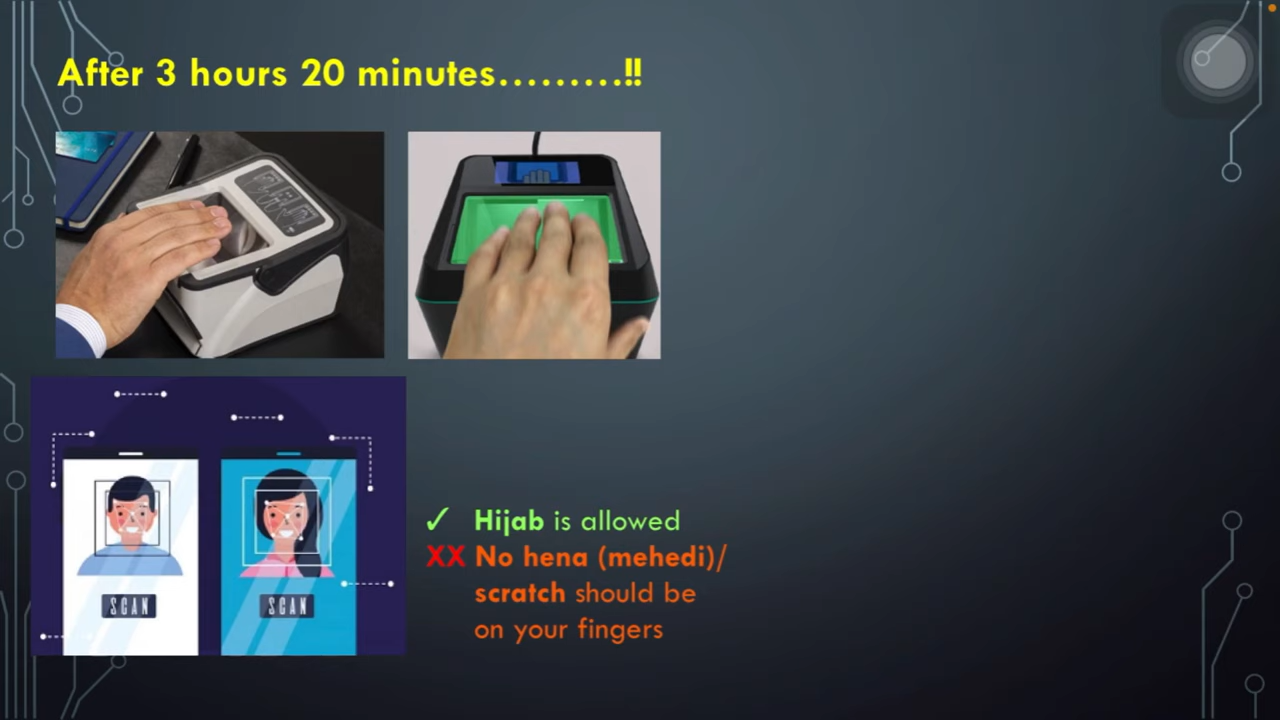 After 3 hours 20 minutes.........!!
SCAN
SCAN
✓ Hijab is allowed
XX No hena (mehedi)/
scratch should be
on your fingers